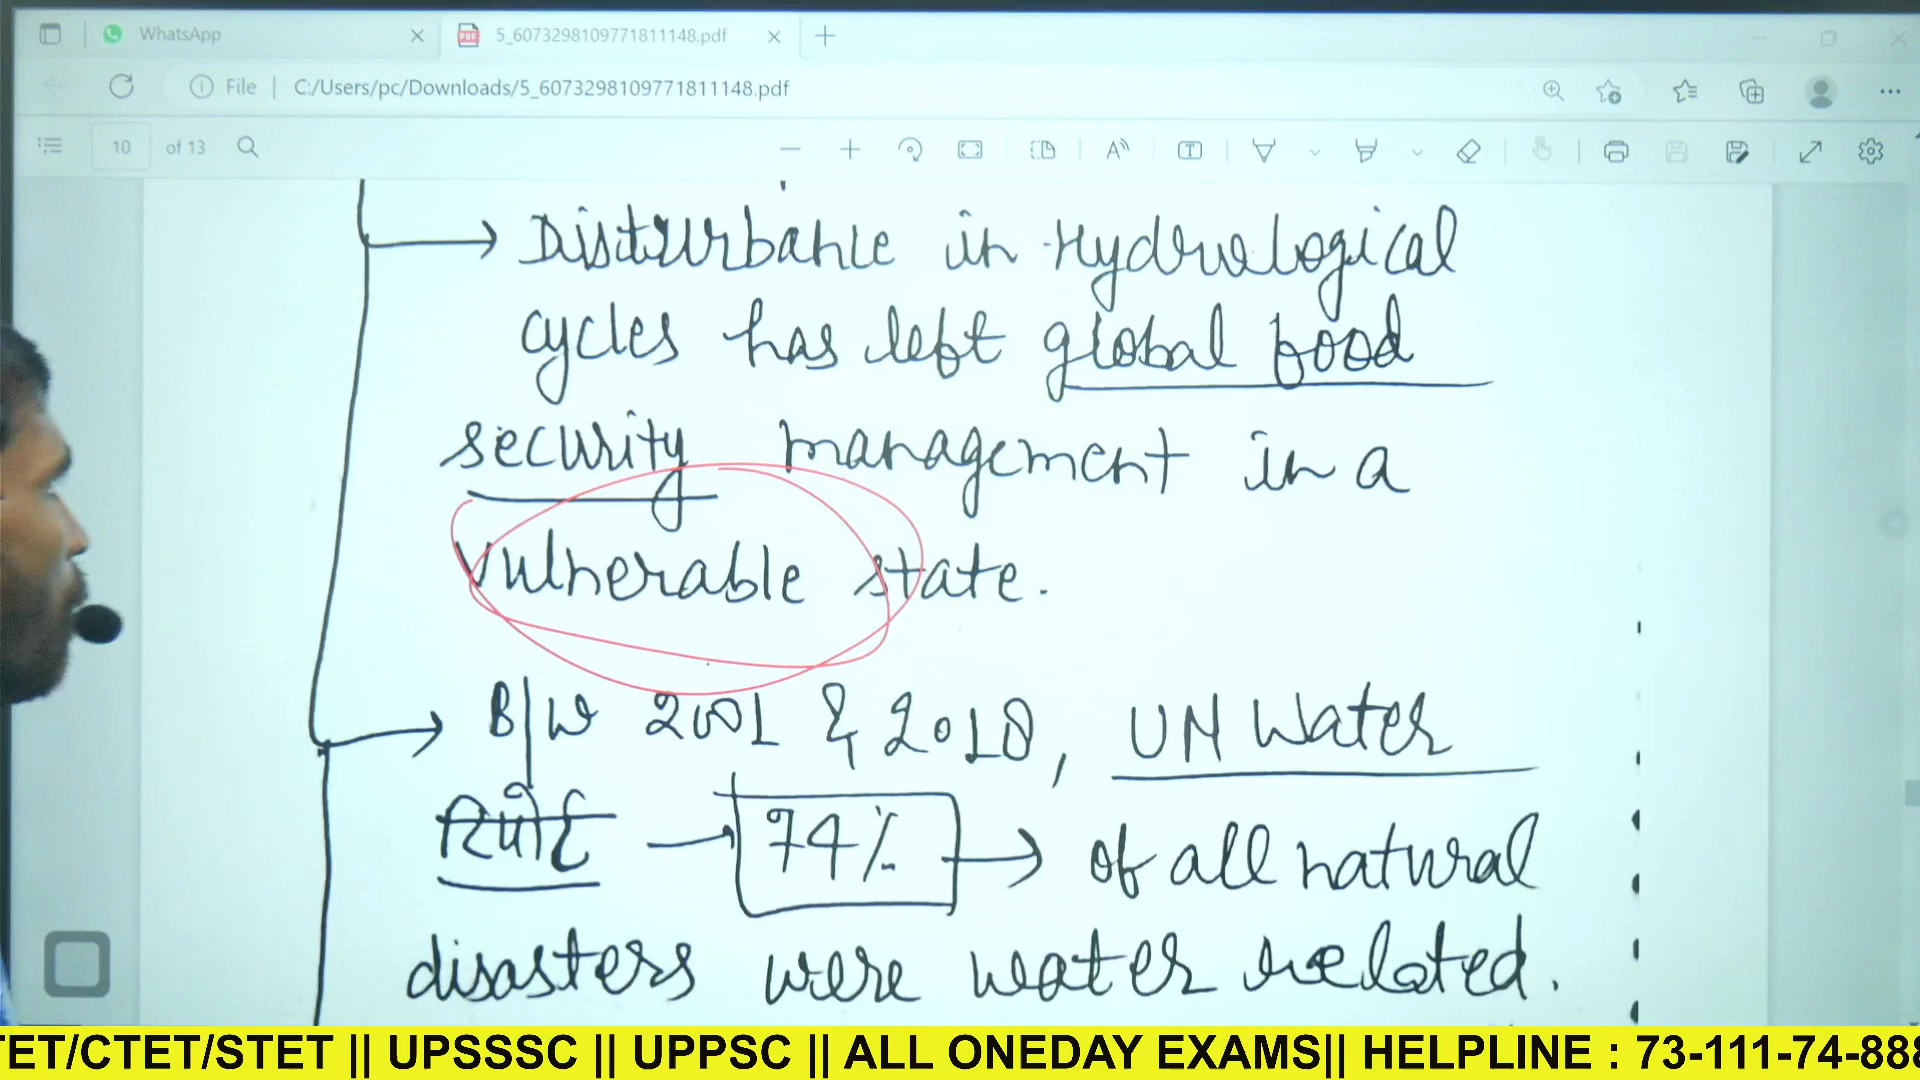 WhatsApp
5_6073298109771811148.pdf
File
C:/Users/pc/Downloads/5_6073298109771811148.pdf
10 of 13
Disturbance in Hydrological
cycles has left global food
security management in a
vulnerable state.
B/W 2001 & 2018, UN Water
रिपोर्ट → 74% → of all natural
disasters were water related.
TET/CTET/STET || UPSSSC || UPPSC || ALL ONEDAY EXAMS|| HELPLINE : 73-111-74-888